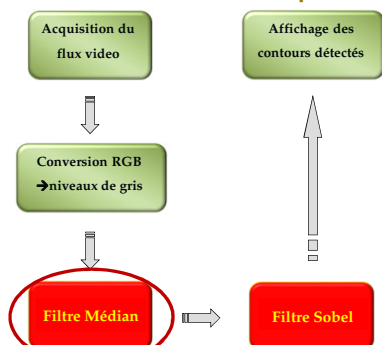 Acquisition du
flux video
Conversion RGB
➔niveaux de gris
Filtre Médian
Filtre Sobel
Affichage des
contours détectés